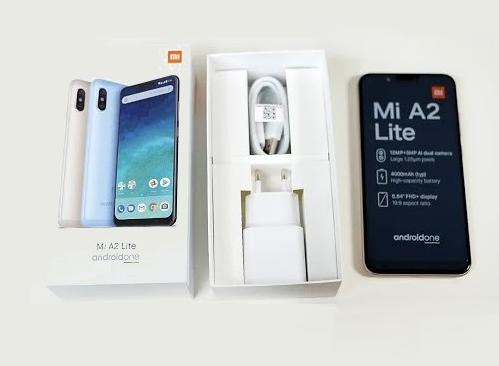 mi
Mi A2 Lite
androidone
mi
Mi A2
Lite
12MP+5MP AI dual camera
Large 1.25μm pixels
4000mAh (typ)
High-capacity battery
5.84" FHD+ display
19:9 aspect ratio
androidone